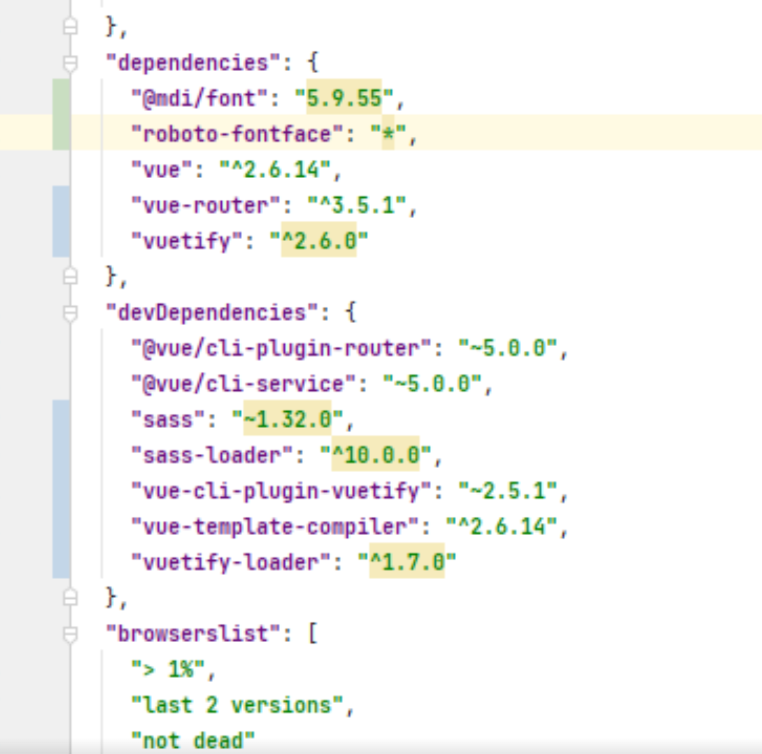 },
"dependencies": {
"@mdi/font": "5.9.55",
"roboto-fontface": "*",
"vue": "^2.6.14",
"vue-router": "^3.5.1",
"vuetify": "^2.6.0"
},
"devDependencies": {
"@vue/cli-plugin-router": "~5.0.0",
"@vue/cli-service": "~5.0.0",
"sass": "~1.32.0",
"sass-loader": "^10.0.0",
"vue-cli-plugin-vuetify": "~2.5.1",
"vue-template-compiler": "^2.6.14",
"vuetify-loader": "^1.7.0"
},
"browserslist": [
"> 1%",
"last 2 versions",
"not dead"